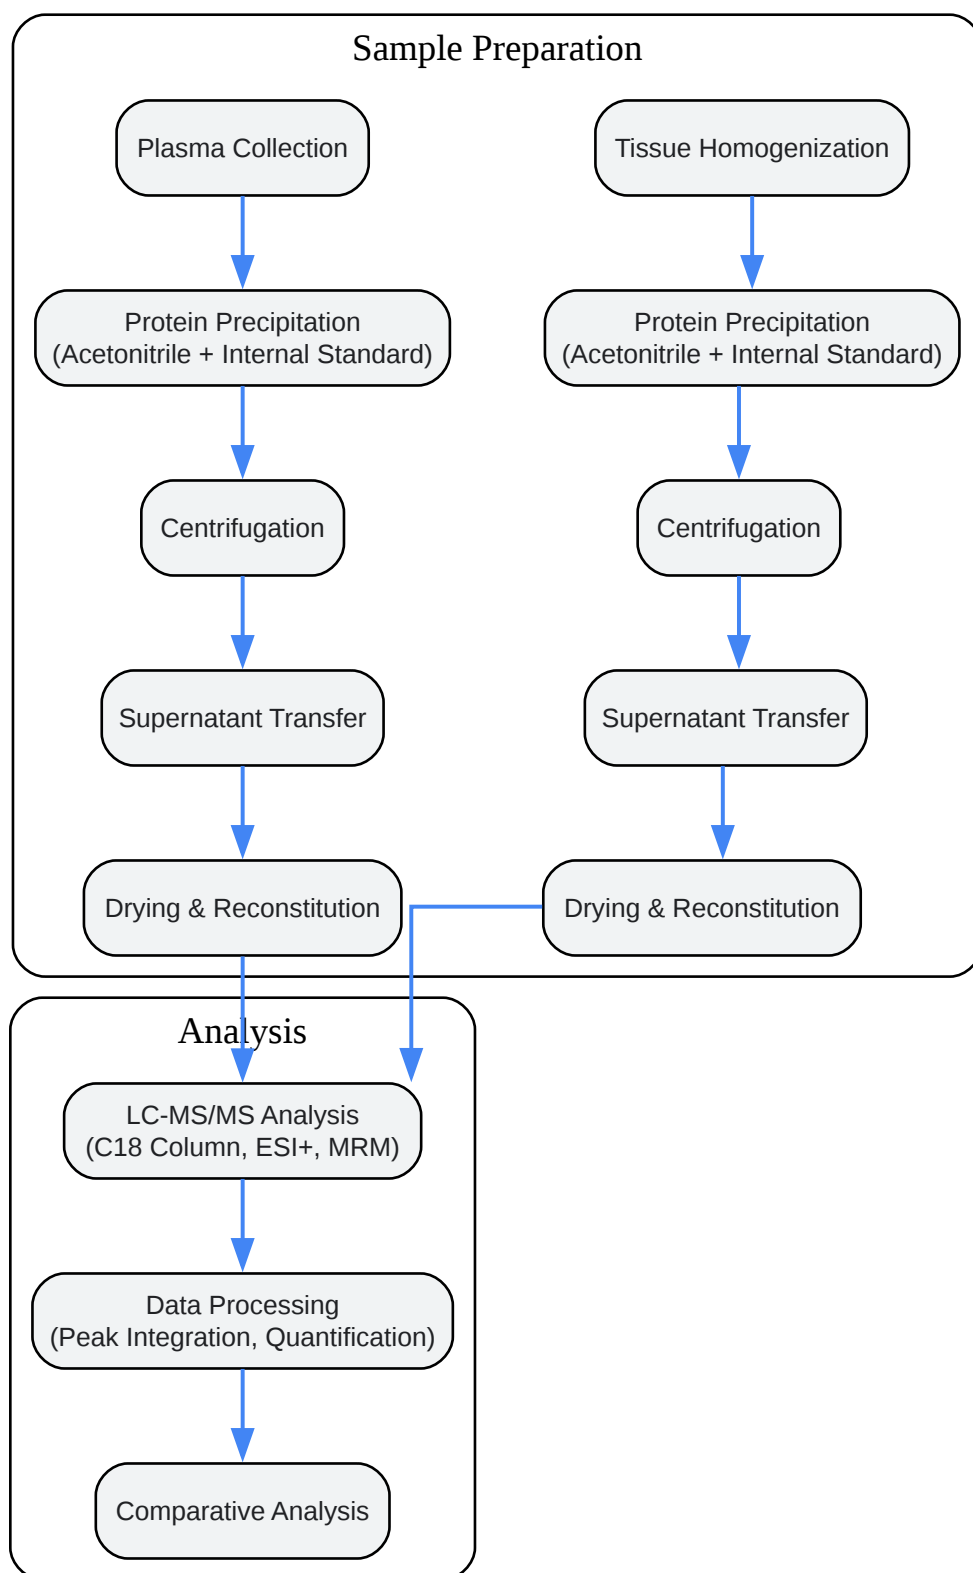 Sample Preparation
Plasma Collection
Tissue Homogenization
Protein Precipitation
(Acetonitrile + Internal Standard)
Protein Precipitation
(Acetonitrile + Internal Standard)
Centrifugation
Centrifugation
Supernatant Transfer
Supernatant Transfer
Drying & Reconstitution
Drying & Reconstitution
Analysis
LC-MS/MS Analysis
(C18 Column, ESI+, MRM)
Data Processing
(Peak Integration, Quantification)
Comparative Analysis